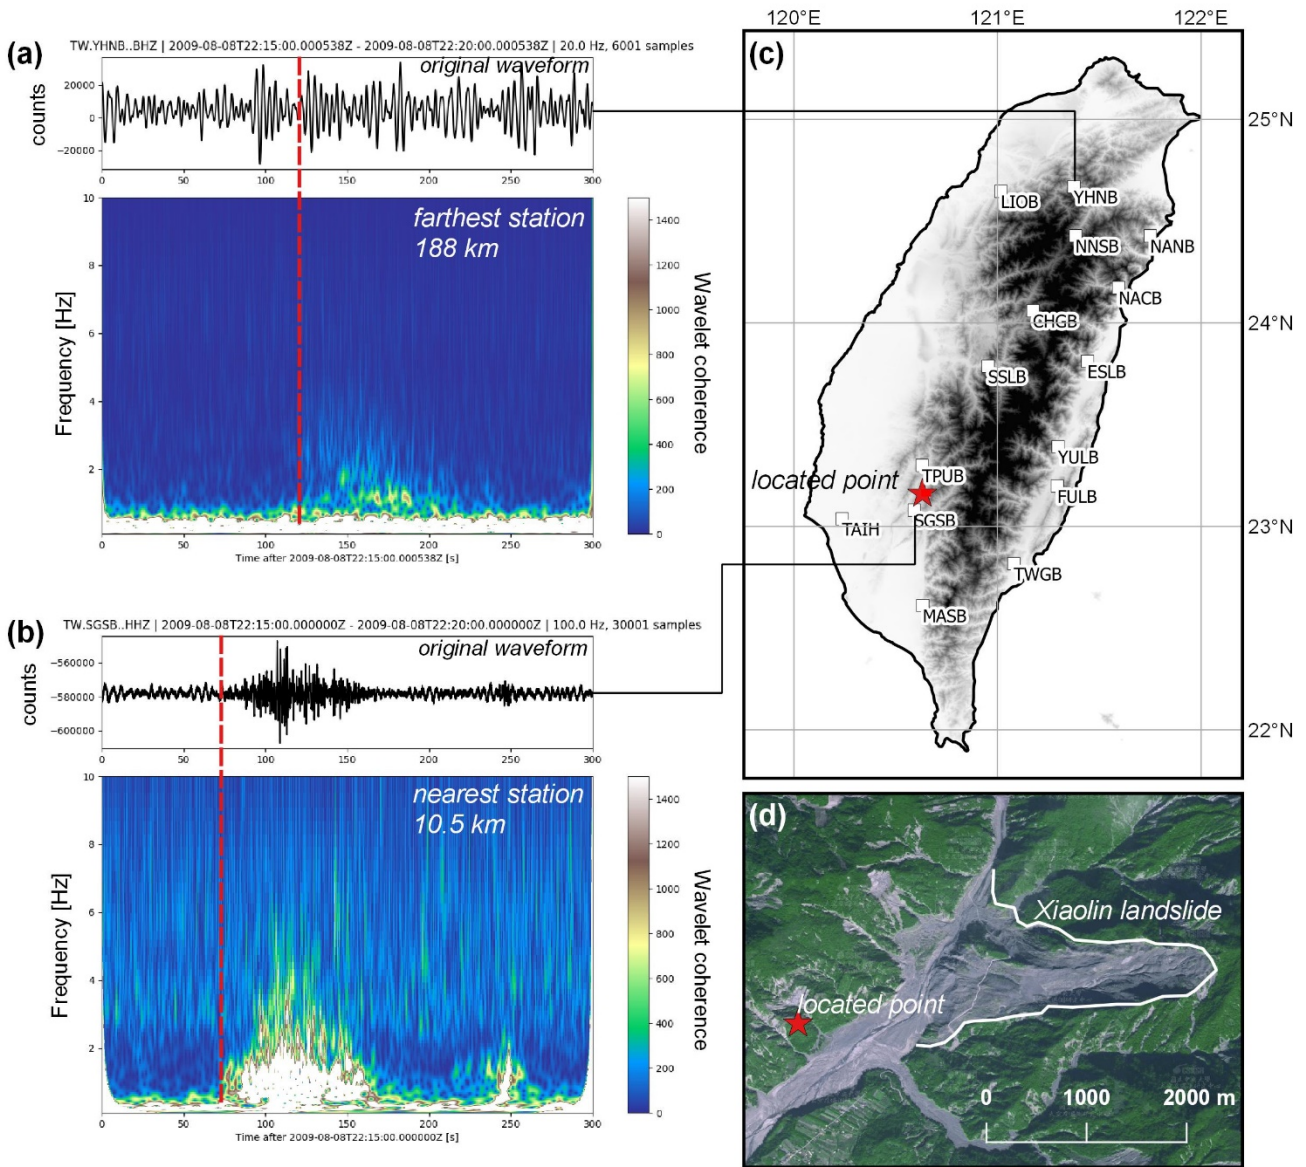 (a)
TW.YHNB..BHZ | 2009-08-08T22:15:00.000538Z - 2009-08-08T22:20:00.000538Z | 20.0 Hz, 6001 samples
original waveform
counts
20000
0
−20000
0 50 100 150 200 250 300
farthest station
188 km
Frequency [Hz]
10
8
6
4
2
0 50 100 150 200 250 300
Time after 2009-08-08T22:15:00.000538Z [s]
Wavelet coherence
1400
1200
1000
800
600
400
200
0
(b)
TW.SGSB..HHZ | 2009-08-08T22:15:00.000000Z - 2009-08-08T22:20:00.000000Z | 100.0 Hz, 30001 samples
original waveform
counts
−560000
−580000
−600000
0 50 100 150 200 250 300
nearest station
10.5 km
Frequency [Hz]
10
8
6
4
2
0 50 100 150 200 250 300
Time after 2009-08-08T22:15:00.000000Z [s]
Wavelet coherence
1400
1200
1000
800
600
400
200
0
(c)
120°E 121°E 122°E
25°N
24°N
23°N
22°N
LIOB
YHNB
NNSB
NANB
NACB
CHGB
SSLB
ESLB
YULB
TPUB
located point
FULB
SGSB
TAIH
TWGB
MASB
(d)
Xiaolin landslide
located point
0 1000 2000 m